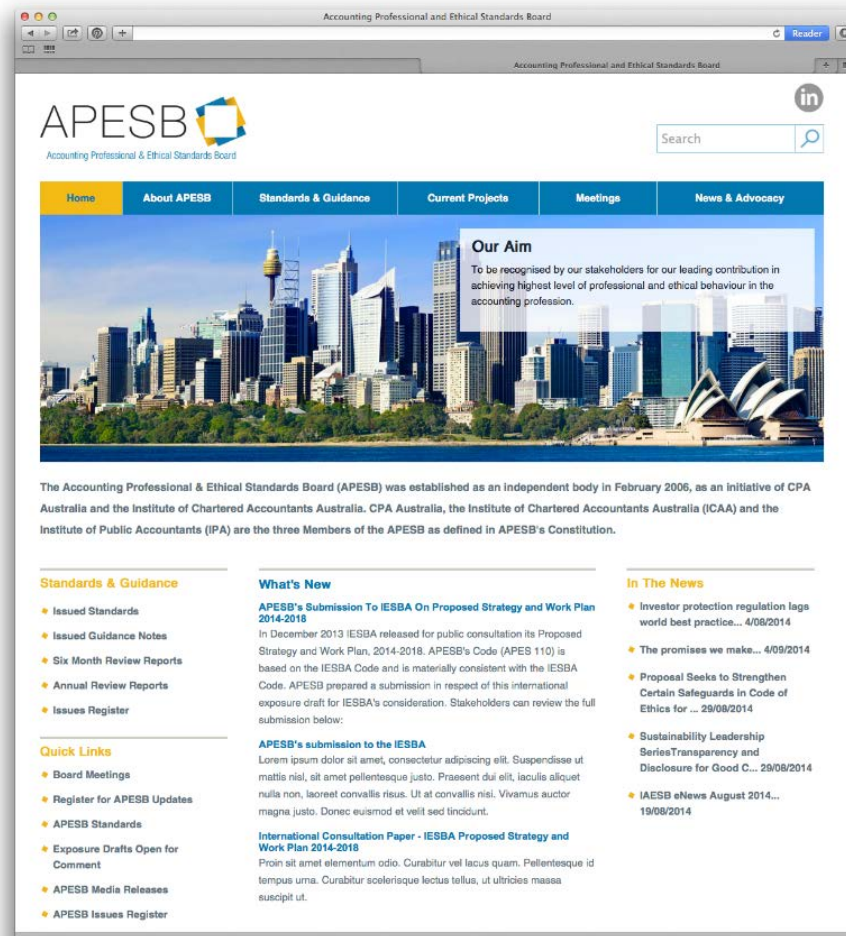 Accounting Professional and Ethical Standards Board
Reader
Accounting Professional and Ethical Standards Board
in
APESB
Accounting Professional & Ethical Standards Board
Search
Home
About APESB
Standards & Guidance
Current Projects
Meetings
News & Advocacy
Our Aim
To be recognised by our stakeholders for our leading contribution in
achieving highest level of professional and ethical behaviour in the
accounting profession.
The Accounting Professional & Ethical Standards Board (APESB) was established as an independent body in February 2006, as an initiative of CPA
Australia and the Institute of Chartered Accountants Australia. CPA Australia, the Institute of Chartered Accountants Australia (ICAA) and the
Institute of Public Accountants (IPA) are the three Members of the APESB as defined in APESB's Constitution.
Standards & Guidance
Issued Standards
Issued Guidance Notes
Six Month Review Reports
Annual Review Reports
Issues Register
Quick Links
Board Meetings
Register for APESB Updates
APESB Standards
Exposure Drafts Open for
Comment
APESB Media Releases
APESB Issues Register
What's New
APESB's Submission To IESBA On Proposed Strategy and Work Plan
2014-2018
In December 2013 IESBA released for public consultation its Proposed
Strategy and Work Plan, 2014-2018. APESB's Code (APES 110) is
based on the IESBA Code and is materially consistent with the IESBA
Code. APESB prepared a submission in respect of this international
exposure draft for IESBA's consideration. Stakeholders can review the full
submission below:
APESB's submission to the IESBA
Lorem ipsum dolor sit amet, consectetur adipiscing elit. Suspendisse ut
mattis nisl, sit amet pellentesque justo. Praesent dui elit, iaculis aliquet
nulla non, laoreet convallis risus. Ut at convallis nisi. Vivamus auctor
magna justo. Donec euismod et velit sed tincidunt.
International Consultation Paper - IESBA Proposed Strategy and
Work Plan 2014-2018
Proin sit amet elementum odio. Curabitur vel lacus quam. Pellentesque id
tempus urna. Curabitur scelerisque lectus tellus, ut ultricies massa
suscipit ut.
In The News
Investor protection regulation lags
world best practice... 4/08/2014
The promises we make... 4/09/2014
Proposal Seeks to Strengthen
Certain Safeguards in Code of
Ethics for ... 29/08/2014
Sustainability Leadership
SeriesTransparency and
Disclosure for Good C... 29/08/2014
IAESB eNews August 2014...
19/08/2014